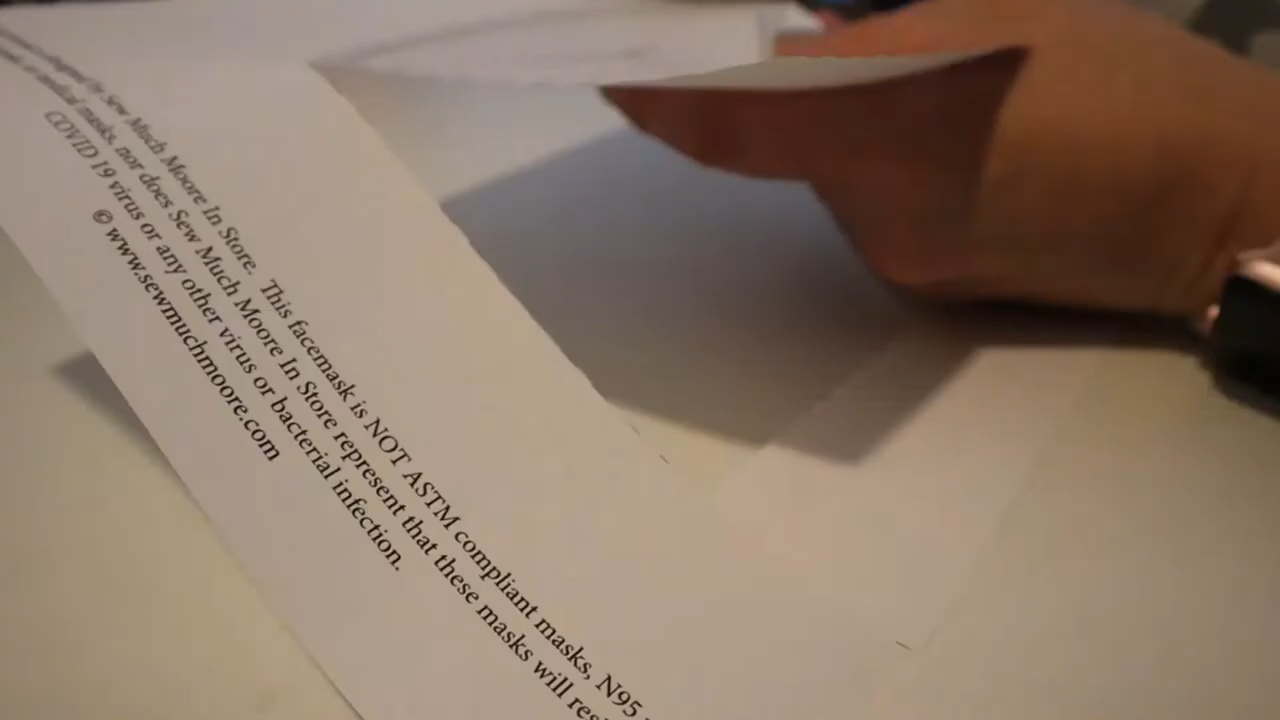 by Sew Much Moore In Store. This facemask is NOT ASTM compliant masks, N95
medical masks, nor does Sew Much Moore In Store represent that these masks will
COVID 19 virus or any other virus or bacterial infection.
© www.sewmuchmoore.com